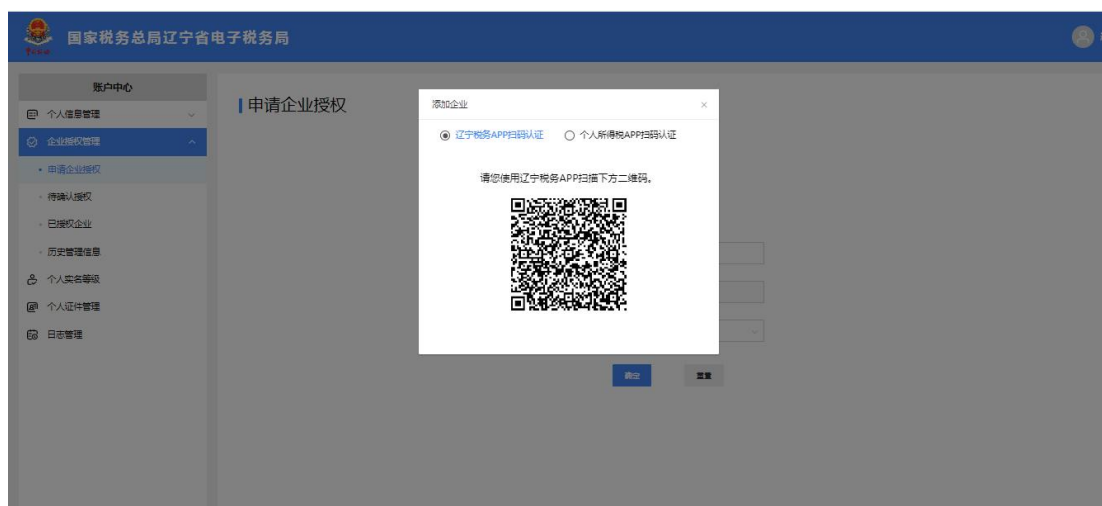 国家税务总局辽宁省电子税务局
账户中心
个人信息管理
企业授权管理
申请企业授权
待确认授权
已授权企业
历史管理信息
个人实名等级
个人证件管理
日志管理
申请企业授权
添加企业
×
辽宁税务APP扫码认证
个人所得税APP扫码认证
请您使用辽宁税务APP扫描下方二维码。
确定
重置